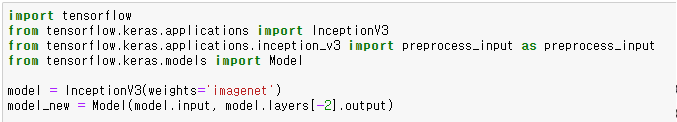 import tensorflow
from tensorflow.keras.applications import InceptionV3
from tensorflow.keras.applications.inception_v3 import preprocess_input as preprocess_input
from tensorflow.keras.models import Model
model = InceptionV3(weights='imagenet')
model_new = Model(model.input, model.layers[-2].output)